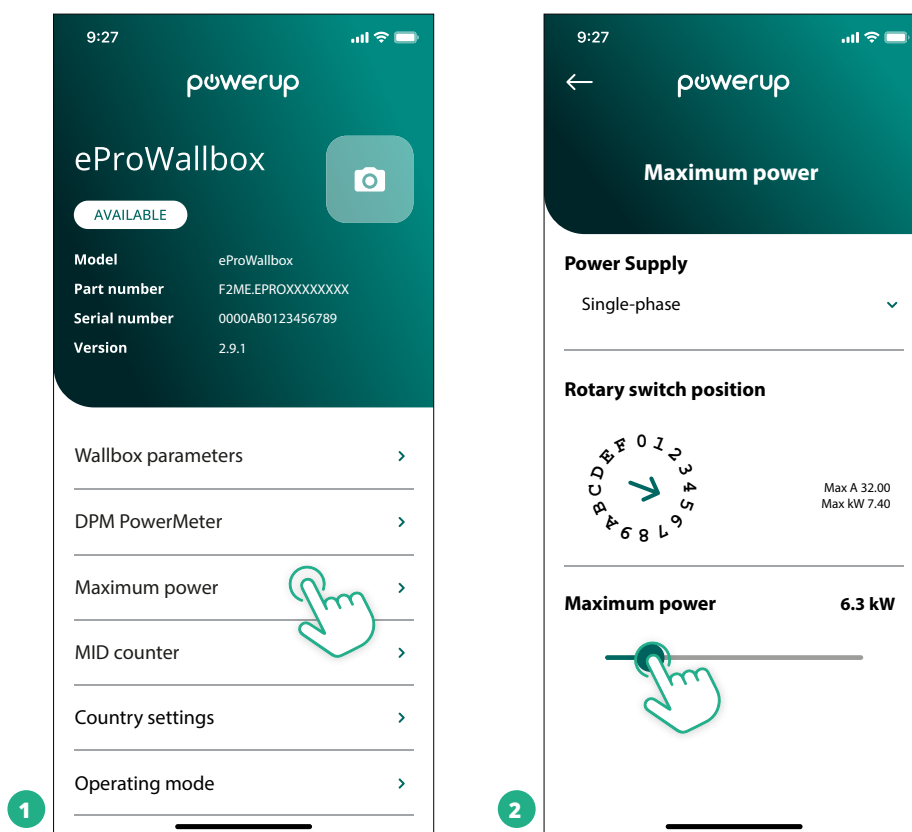 9:27
powerup
eProWallbox
AVAILABLE
Model eProWallbox
Part number F2ME.EPROXXXXXXXX
Serial number 0000AB0123456789
Version 2.9.1
Wallbox parameters
DPM PowerMeter
Maximum power
MID counter
Country settings
Operating mode
1
9:27
powerup
Maximum power
Power Supply
Single-phase
Rotary switch position
0 1 2 3 4 5 6 7 8 9 A B C D E F
Max A 32.00
Max kW 7.40
Maximum power 6.3 kW
2